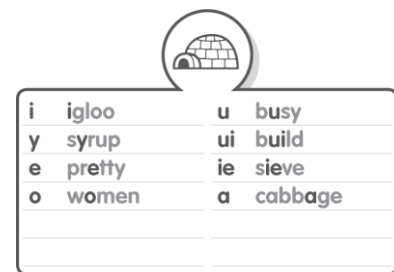 i igloo
y syrup
e pretty
o women
u busy
ui build
ie sieve
a cabbage